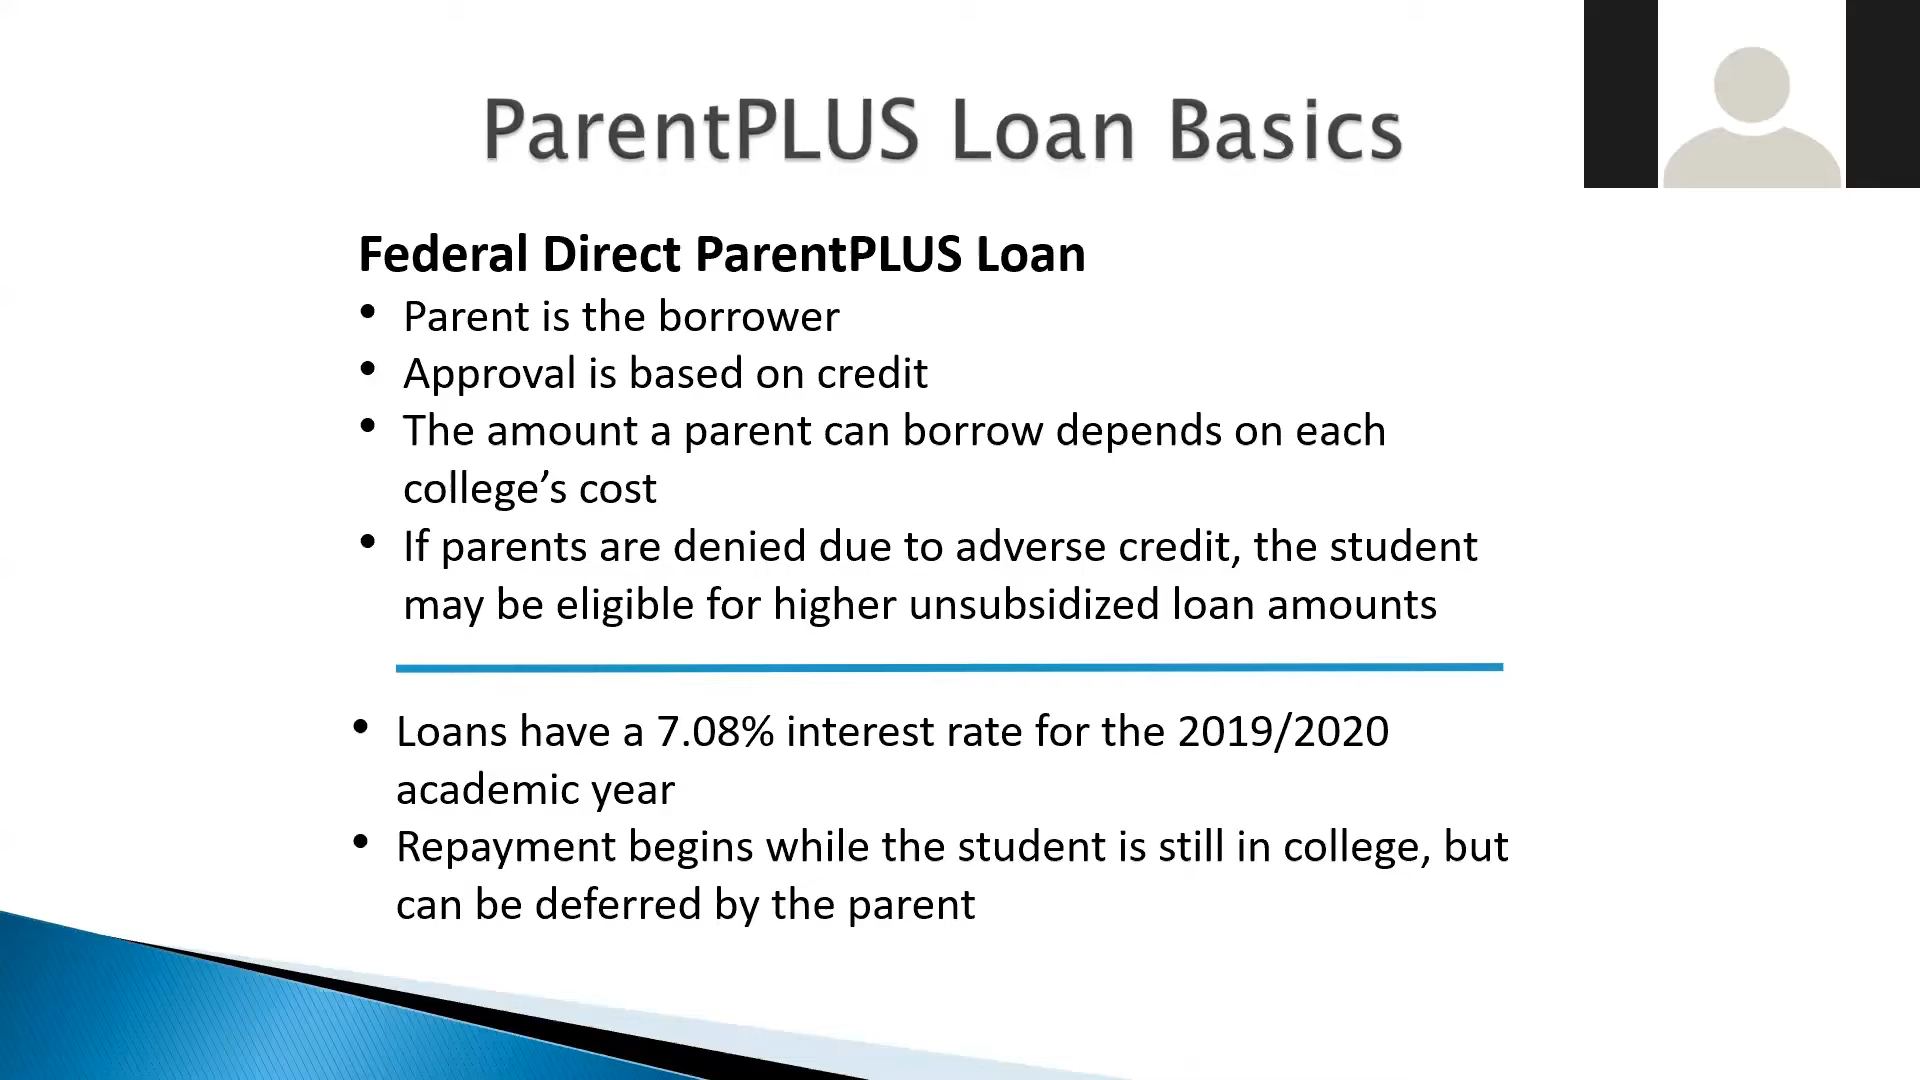 ParentPLUS Loan Basics
Federal Direct ParentPLUS Loan
• Parent is the borrower
• Approval is based on credit
• The amount a parent can borrow depends on each
college’s cost
• If parents are denied due to adverse credit, the student
may be eligible for higher unsubsidized loan amounts
• Loans have a 7.08% interest rate for the 2019/2020
academic year
• Repayment begins while the student is still in college, but
can be deferred by the parent